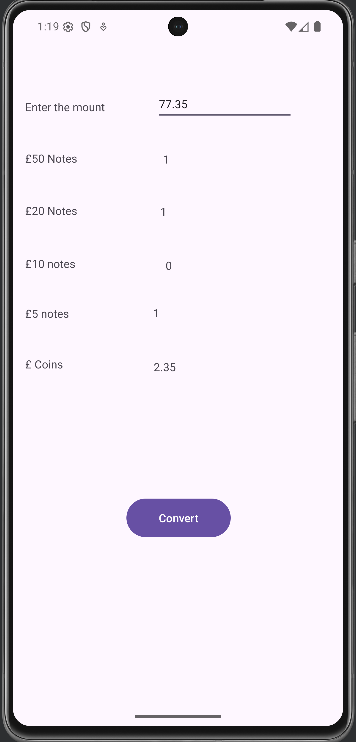 1:19
Enter the mount 77.35
£50 Notes 1
£20 Notes 1
£10 notes 0
£5 notes 1
£ Coins 2.35
Convert